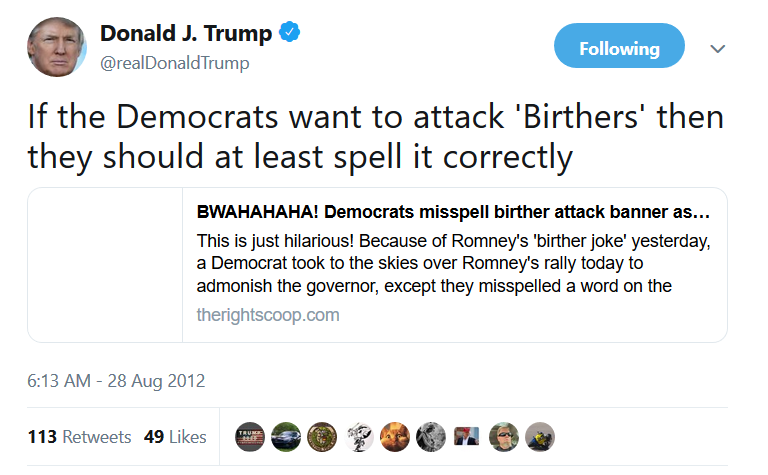 Donald J. Trump
@realDonaldTrump
Following
If the Democrats want to attack 'Birthers' then
they should at least spell it correctly
BWAHAHAHA! Democrats misspell birther attack banner as...
This is just hilarious! Because of Romney's 'birther joke' yesterday,
a Democrat took to the skies over Romney's rally today to
admonish the governor, except they misspelled a word on the
therightscoop.com
6:13 AM - 28 Aug 2012
113 Retweets 49 Likes